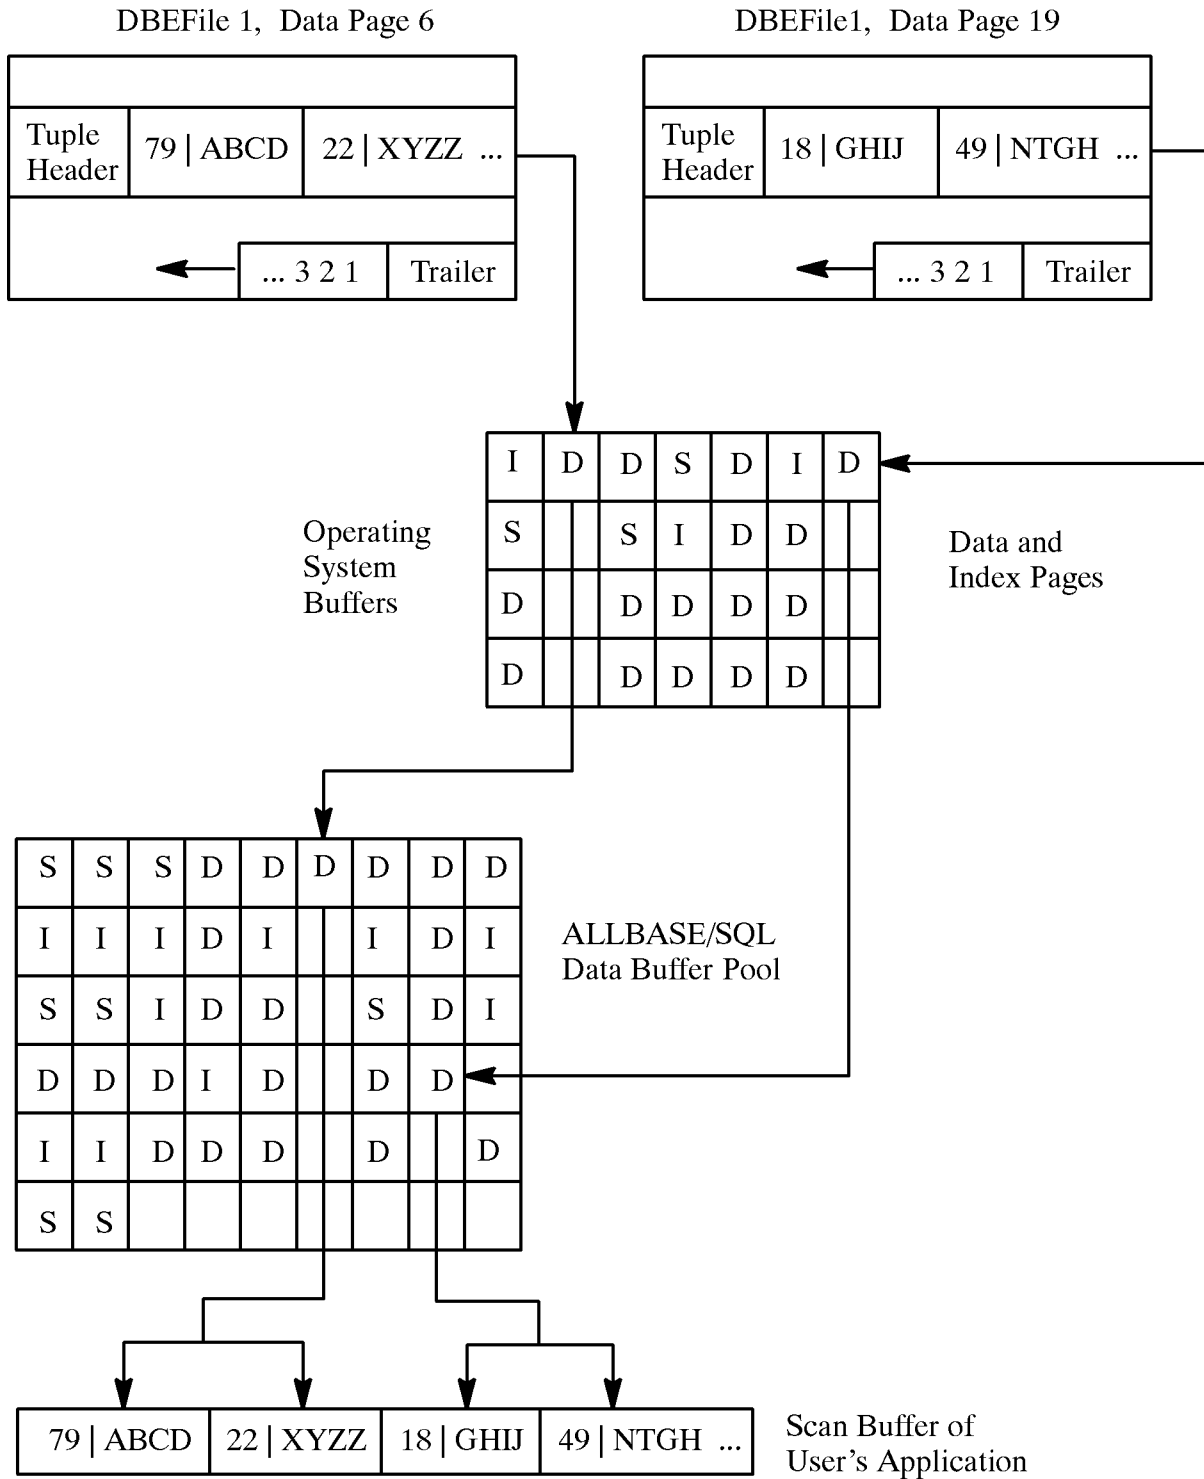 DBEFile 1, Data Page 6
DBEFile1, Data Page 19
Tuple Header 79 | ABCD 22 | XYZZ ...
... 3 2 1 Trailer
Tuple Header 18 | GHIJ 49 | NTGH ...
... 3 2 1 Trailer
I D D S D I D
S S I D D
D D D D D
D D D D D
Operating
System
Buffers
Data and
Index Pages
S S S D D D D D D
I I I D I I D I
S S I D D S D I
D D D I D D D
I I D D D D D
S S
ALLBASE/SQL
Data Buffer Pool
79 | ABCD 22 | XYZZ 18 | GHIJ 49 | NTGH ...
Scan Buffer of
User's Application